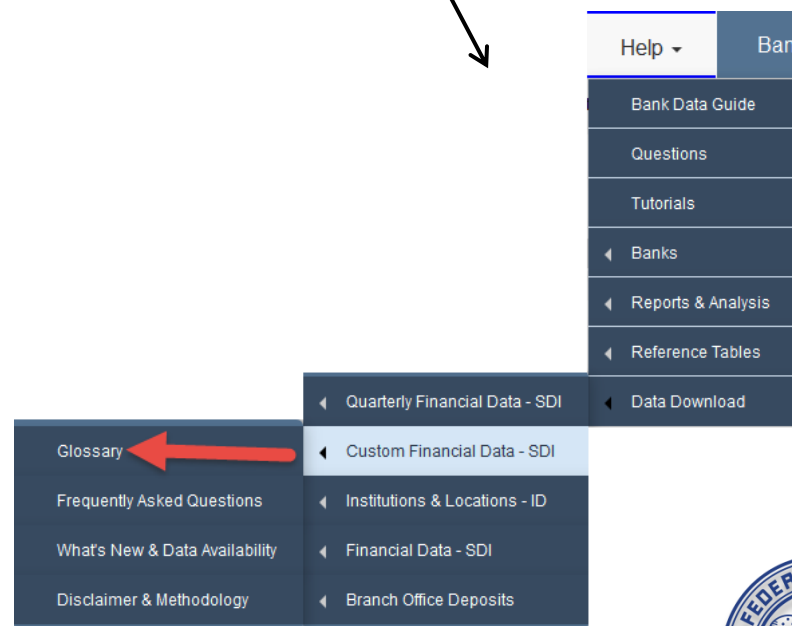 Help
Bank Data Guide
Questions
Tutorials
Banks
Reports & Analysis
Reference Tables
Data Download
Quarterly Financial Data - SDI
Custom Financial Data - SDI
Institutions & Locations - ID
Financial Data - SDI
Branch Office Deposits
Glossary
Frequently Asked Questions
What's New & Data Availability
Disclaimer & Methodology